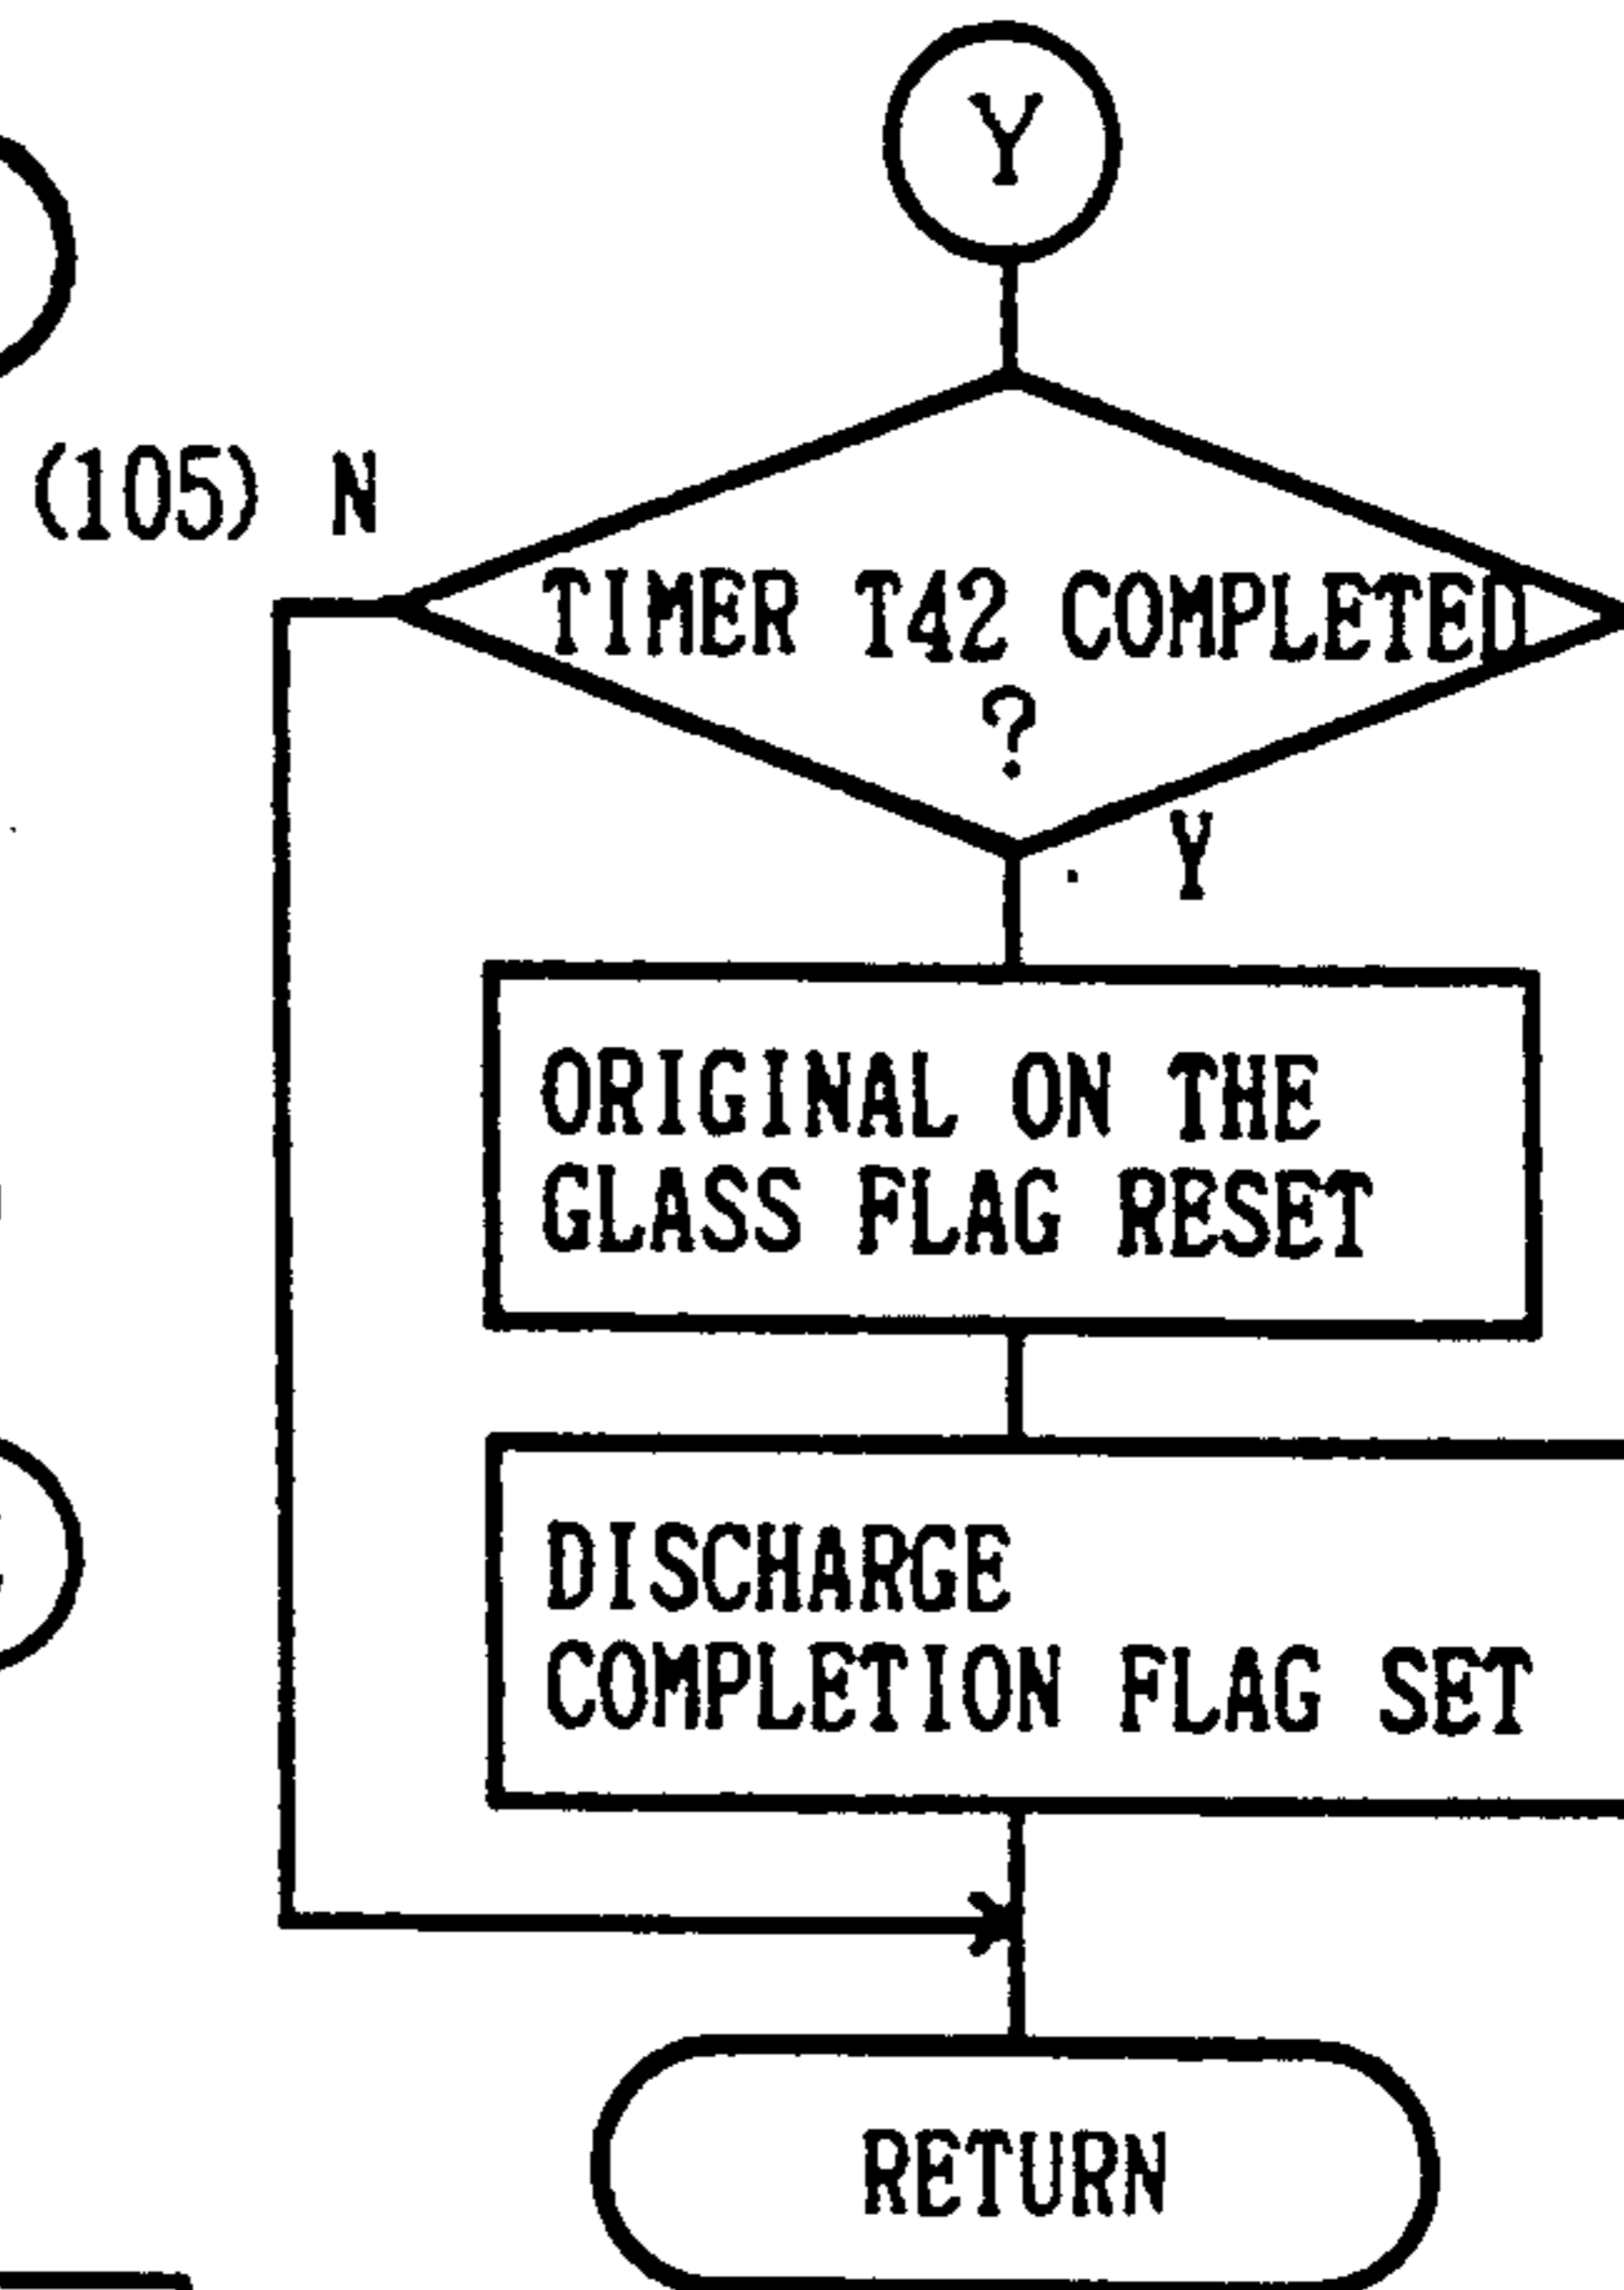 Y
(105) N
TIMER T42 COMPLETED
?
Y
ORIGINAL ON THE
GLASS FLAG RESET
DISCHARGE
COMPLETION FLAG SET
RETURN